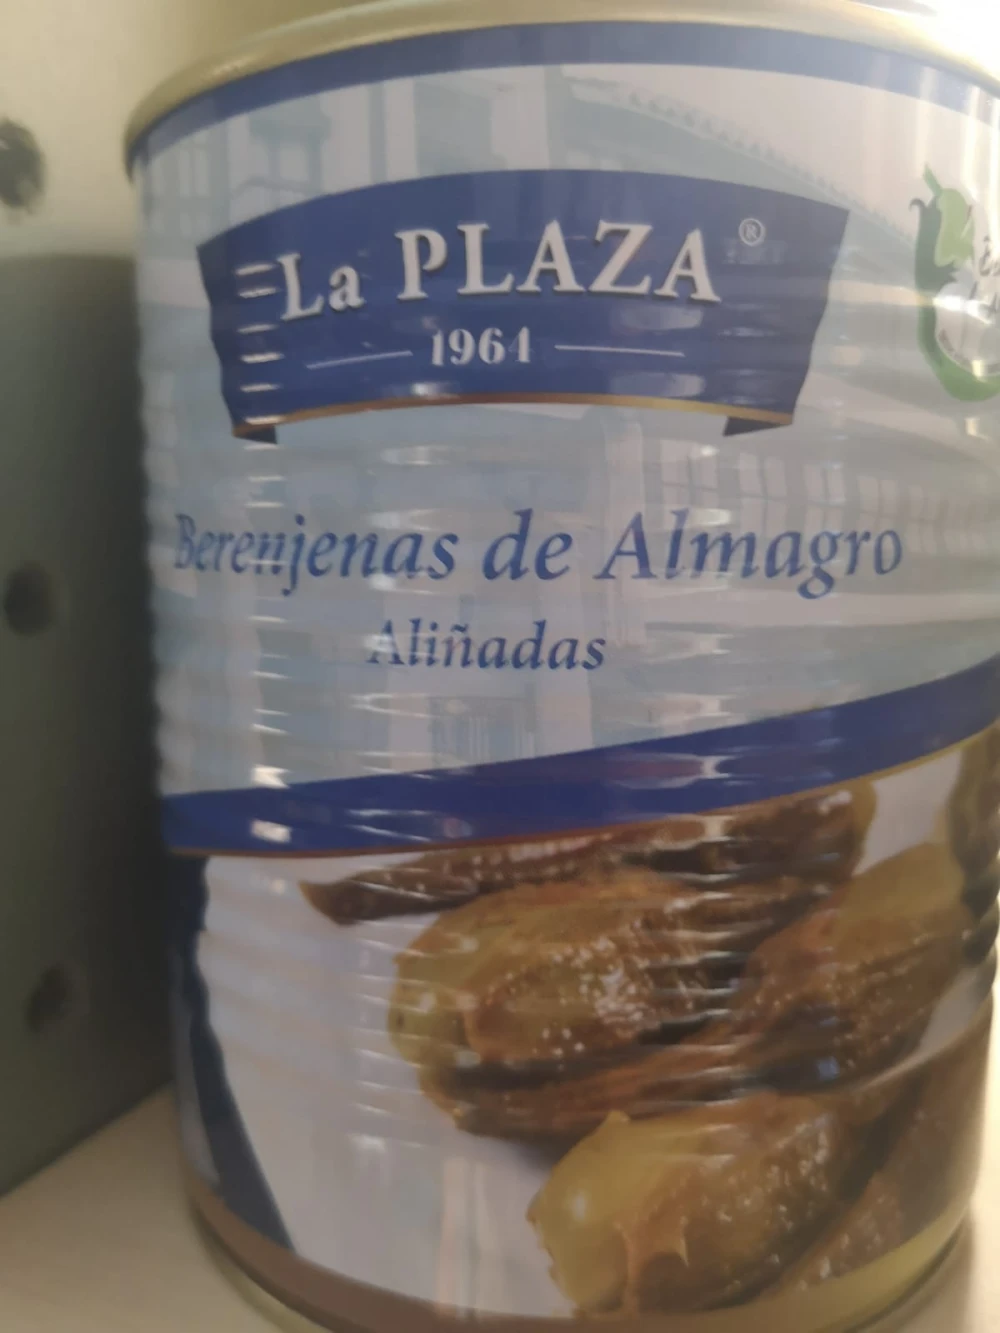 La PLAZA®
1964
Berenjenas de Almagro
Aliñadas